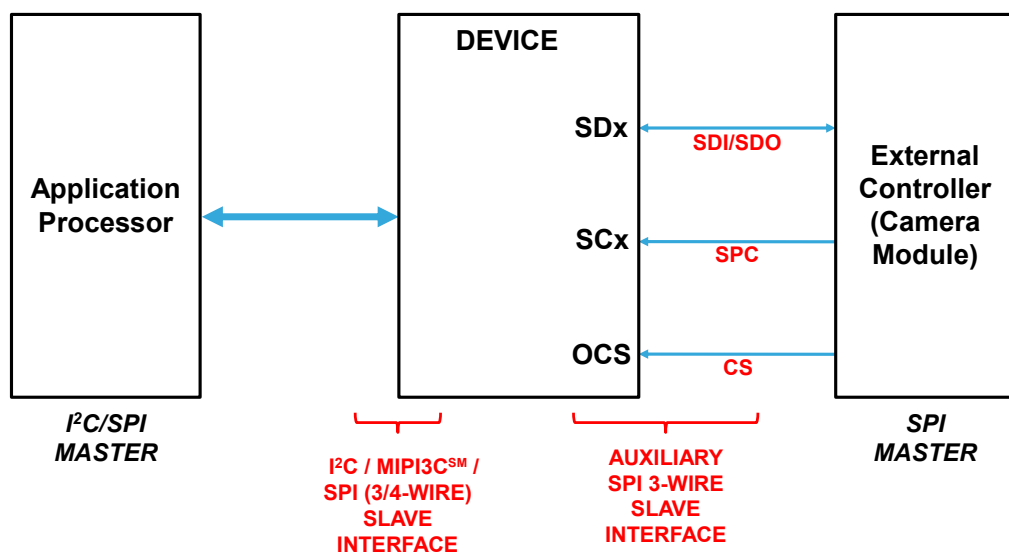 DEVICE
Application
Processor
SDx
SDI/SDO
SCx
SPC
OCS
CS
External
Controller
(Camera
Module)
I²C/SPI
MASTER
I²C / MIPI3Cˢᴹ /
SPI (3/4-WIRE)
SLAVE
INTERFACE
AUXILIARY
SPI 3-WIRE
SLAVE
INTERFACE
SPI
MASTER